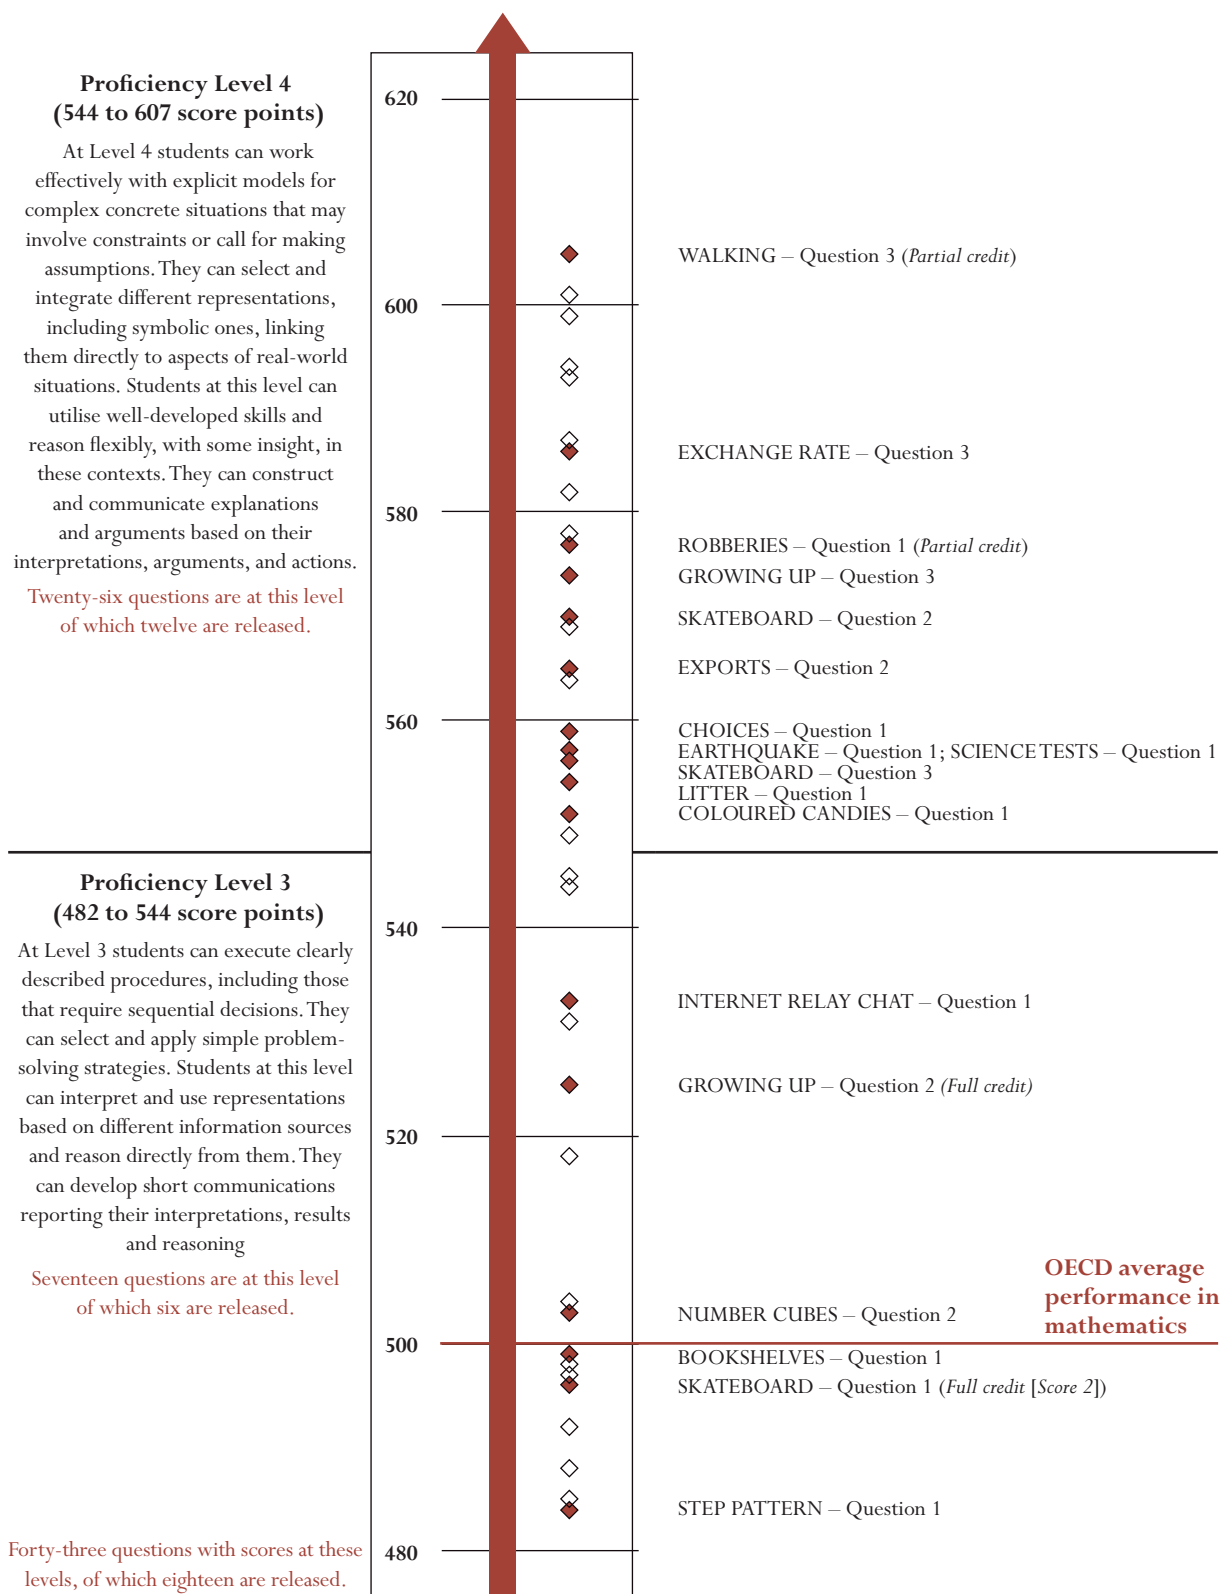 Proficiency Level 4
(544 to 607 score points)
At Level 4 students can work
effectively with explicit models for
complex concrete situations that may
involve constraints or call for making
assumptions. They can select and
integrate different representations,
including symbolic ones, linking
them directly to aspects of real-world
situations. Students at this level can
utilise well-developed skills and
reason flexibly, with some insight, in
these contexts. They can construct
and communicate explanations
and arguments based on their
interpretations, arguments, and actions.
Twenty-six questions are at this level
of which twelve are released.
Proficiency Level 3
(482 to 544 score points)
At Level 3 students can execute clearly
described procedures, including those
that require sequential decisions. They
can select and apply simple problem-
solving strategies. Students at this level
can interpret and use representations
based on different information sources
and reason directly from them. They
can develop short communications
reporting their interpretations, results
and reasoning
Seventeen questions are at this level
of which six are released.
Forty-three questions with scores at these
levels, of which eighteen are released.
620
600
580
560
540
520
500
480
WALKING – Question 3 (Partial credit)
EXCHANGE RATE – Question 3
ROBBERIES – Question 1 (Partial credit)
GROWING UP – Question 3
SKATEBOARD – Question 2
EXPORTS – Question 2
CHOICES – Question 1
EARTHQUAKE – Question 1; SCIENCE TESTS – Question 1
SKATEBOARD – Question 3
LITTER – Question 1
COLOURED CANDIES – Question 1
INTERNET RELAY CHAT – Question 1
GROWING UP – Question 2 (Full credit)
NUMBER CUBES – Question 2
OECD average
performance in
mathematics
BOOKSHELVES – Question 1
SKATEBOARD – Question 1 (Full credit [Score 2])
STEP PATTERN – Question 1